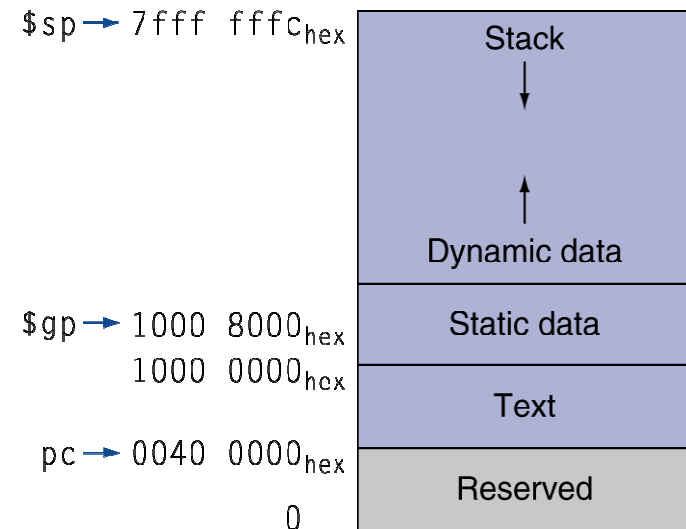 $sp → 7fff fffc hex
Stack
Dynamic data
$gp → 1000 8000 hex
Static data
1000 0000 hex
Text
pc → 0040 0000 hex
Reserved
0